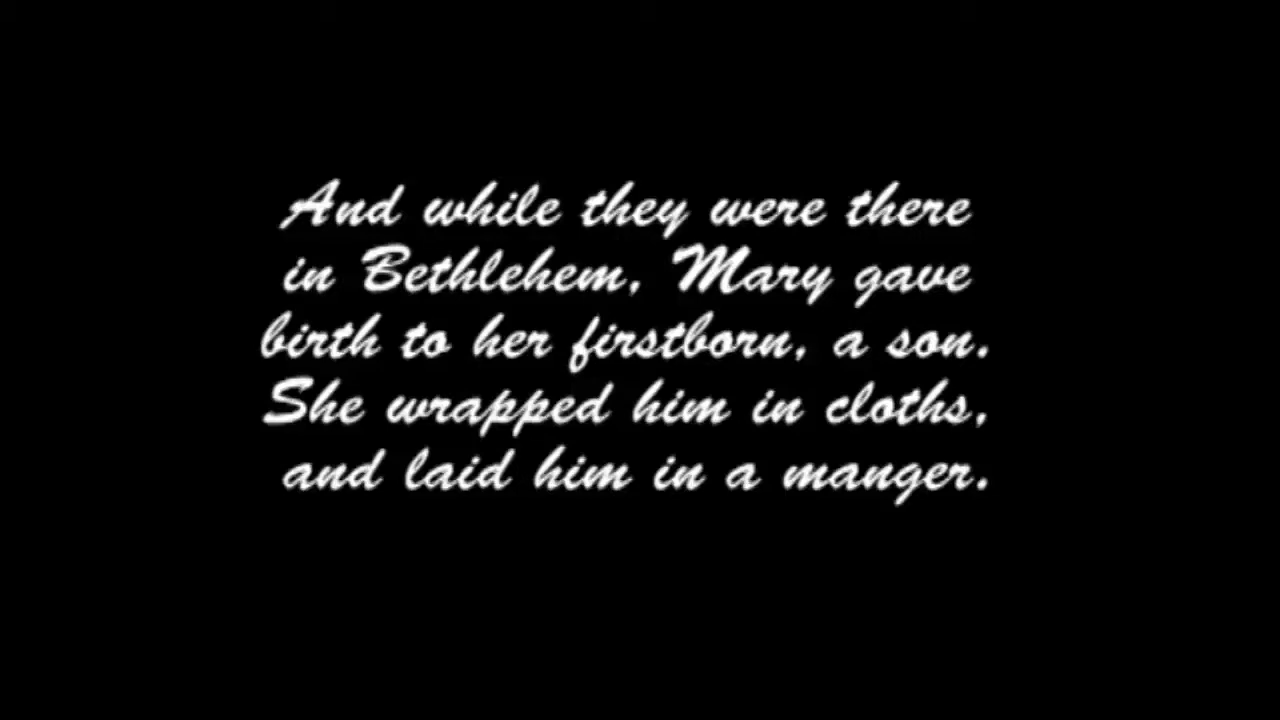 And while they were there
in Bethlehem, Mary gave
birth to her firstborn, a son.
She wrapped him in cloths,
and laid him in a manger.